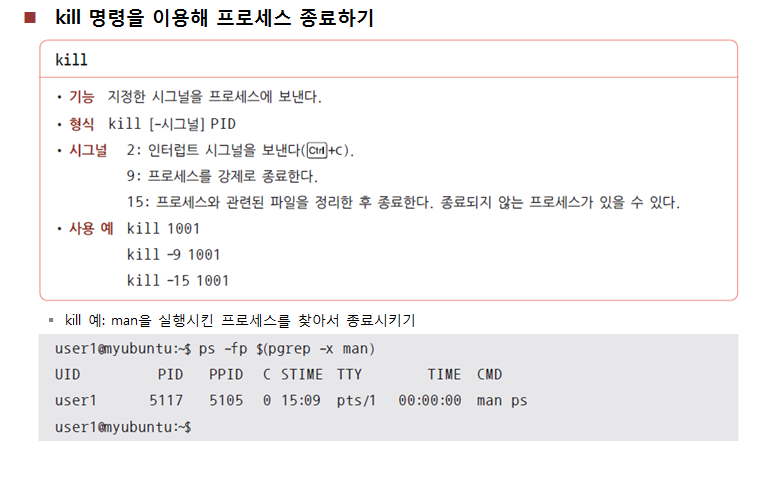 ■ kill 명령을 이용해 프로세스 종료하기
kill
• 기능 지정한 시그널을 프로세스에 보낸다.
• 형식 kill [-시그널] PID
• 시그널 2: 인터럽트 시그널을 보낸다(Ctrl+C).
9: 프로세스를 강제로 종료한다.
15: 프로세스와 관련된 파일을 정리한 후 종료한다. 종료되지 않는 프로세스가 있을 수 있다.
• 사용 예 kill 1001
kill -9 1001
kill -15 1001
▪ kill 예: man을 실행시킨 프로세스를 찾아서 종료시키기
user1@myubuntu:~$ ps -fp $(pgrep -x man)
UID PID PPID C STIME TTY TIME CMD
user1 5117 5105 0 15:09 pts/1 00:00:00 man ps
user1@myubuntu:~$